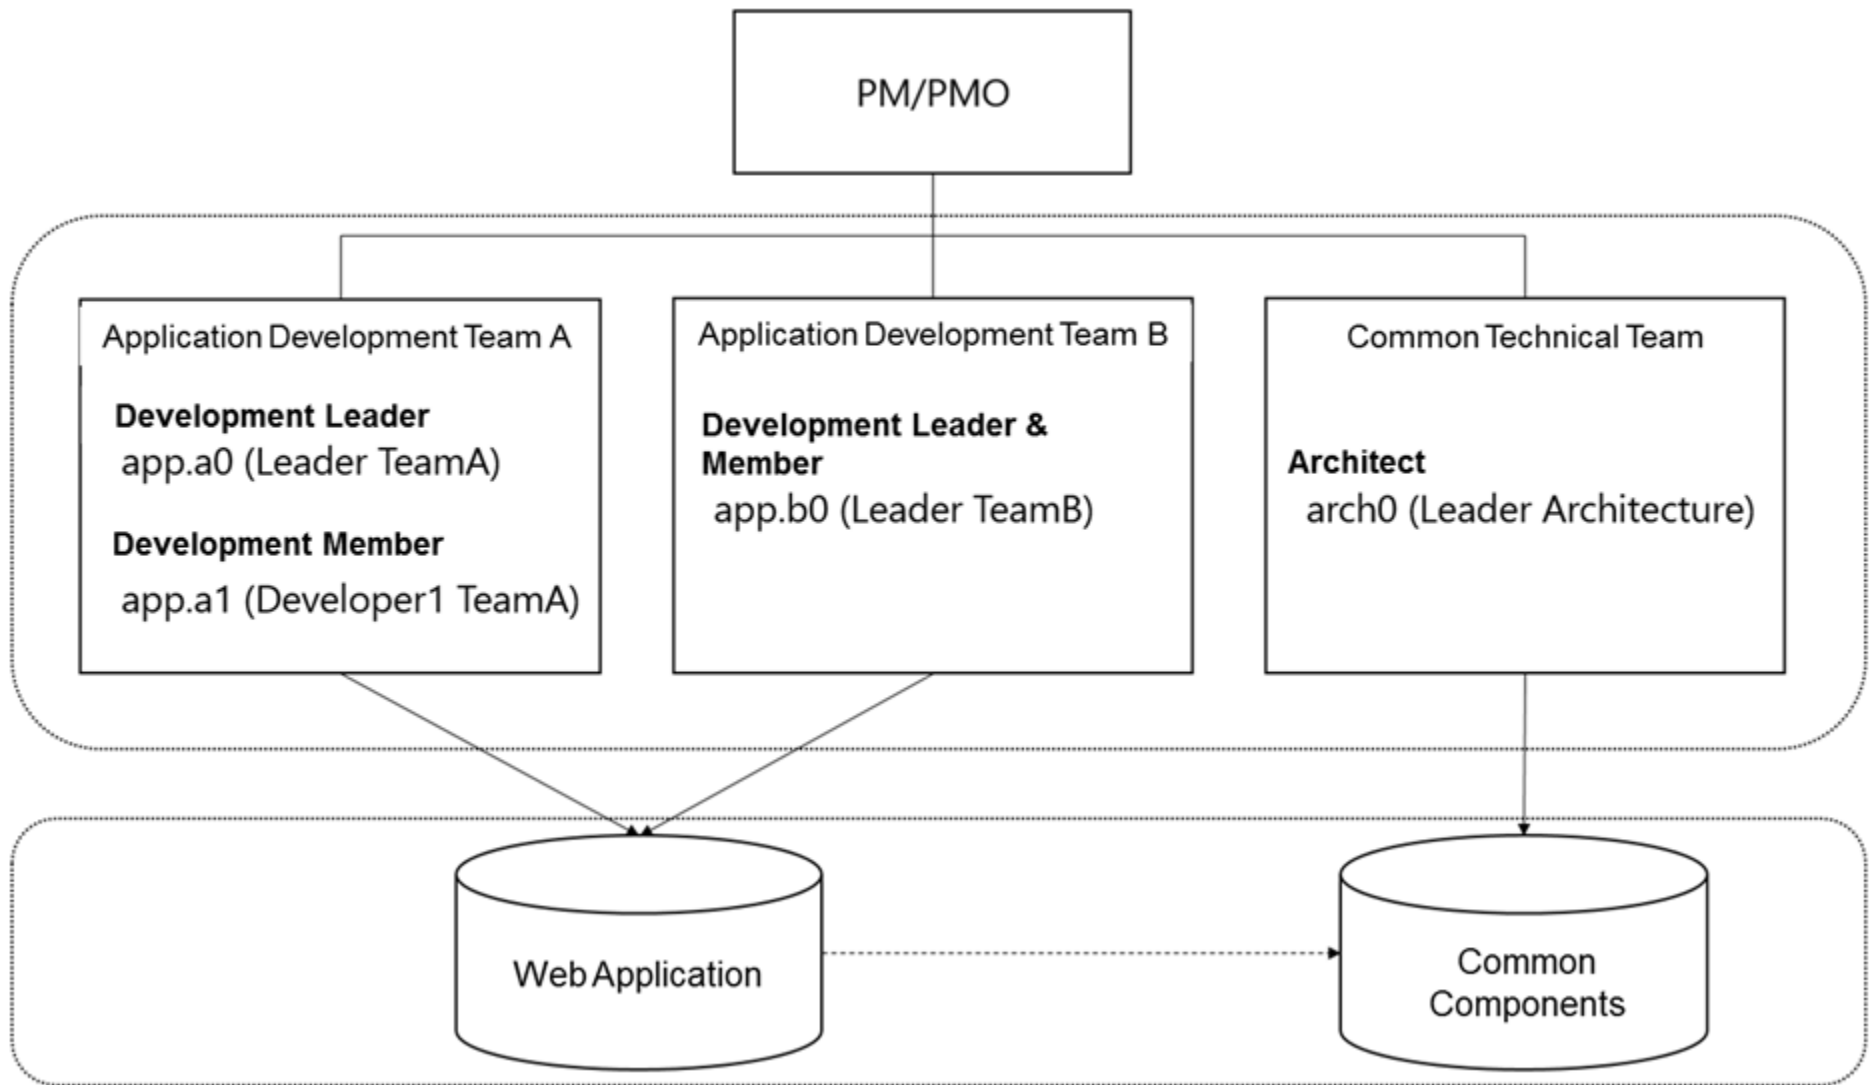 PM/PMO
Application Development Team A
Development Leader
app.a0 (Leader TeamA)
Development Member
app.a1 (Developer1 TeamA)
Application Development Team B
Development Leader &
Member
app.b0 (Leader TeamB)
Common Technical Team
Architect
arch0 (Leader Architecture)
Web Application
Common
Components